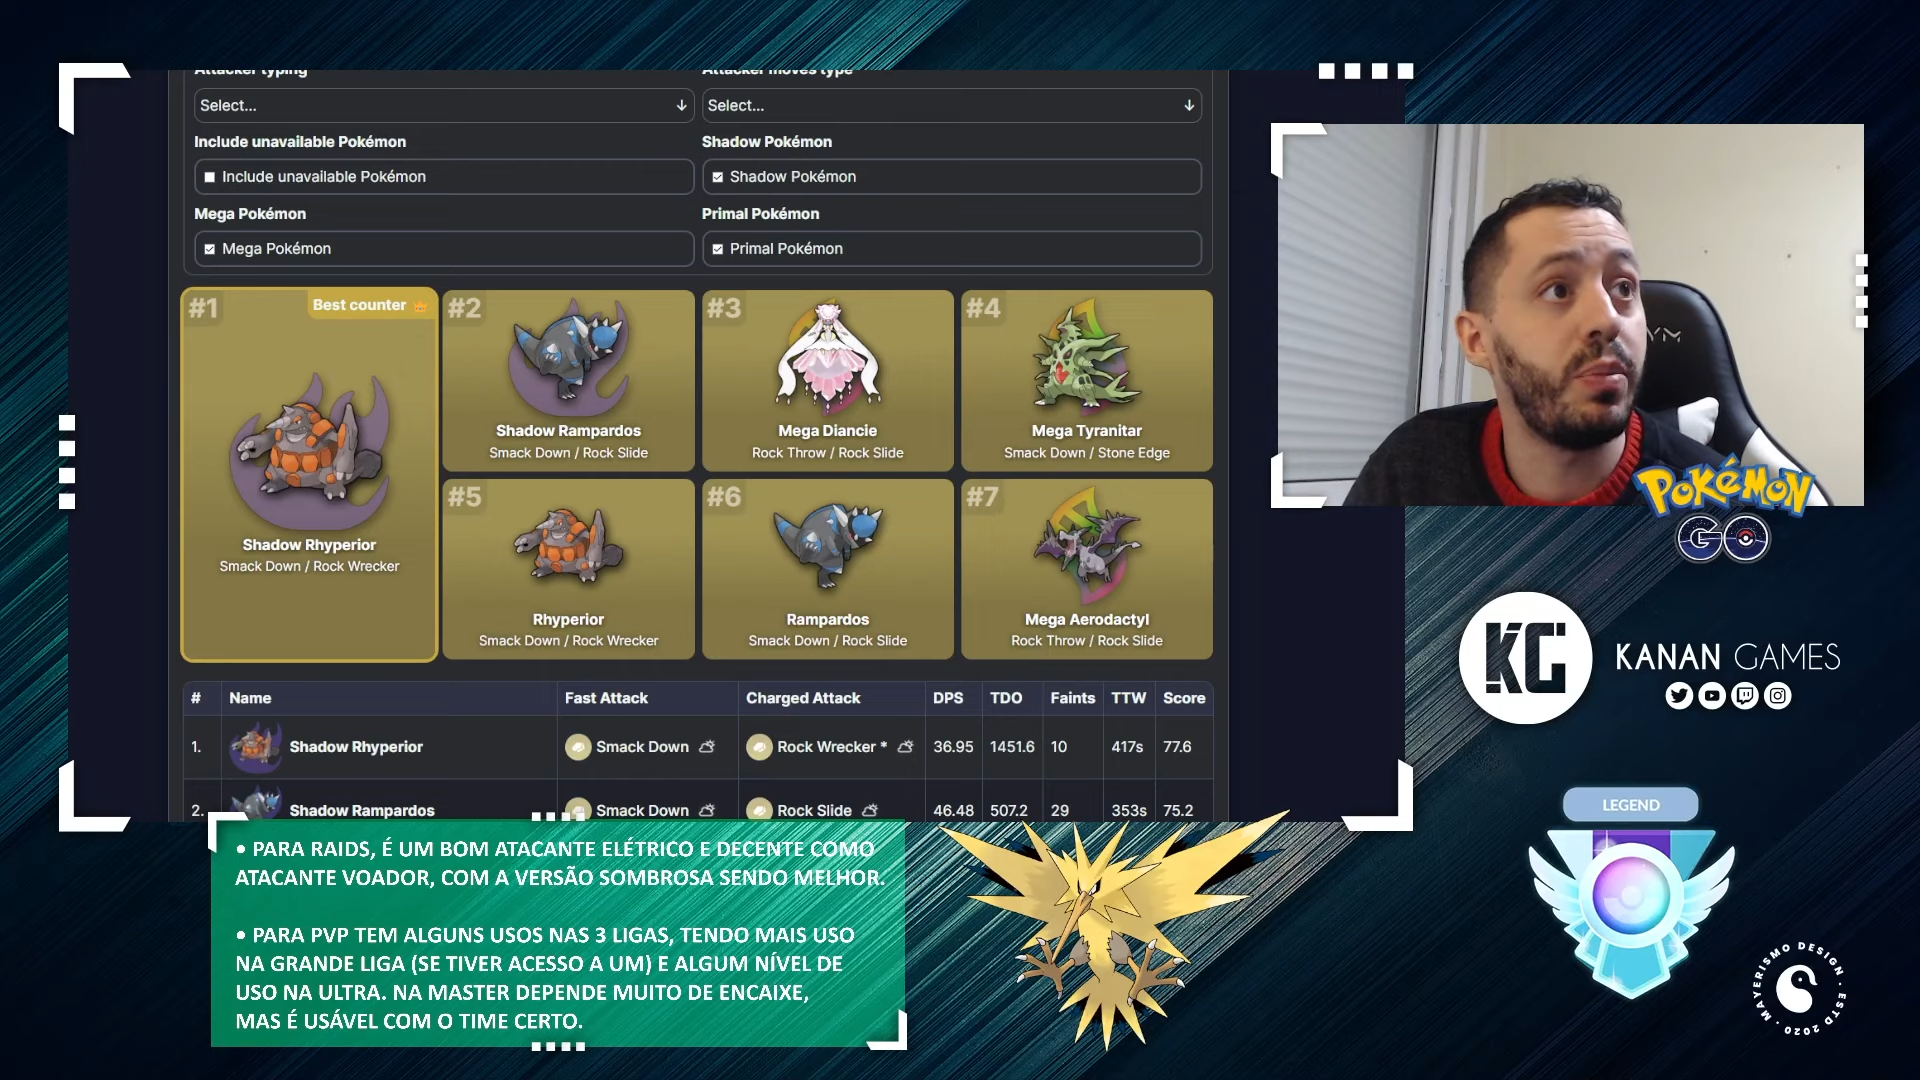 Attacker typing
Attacker moves type
Select...
Select...
Include unavailable Pokémon
Shadow Pokémon
Include unavailable Pokémon
Shadow Pokémon
Mega Pokémon
Primal Pokémon
Mega Pokémon
Primal Pokémon
#1
Best counter
Shadow Rhyperior
Smack Down / Rock Wrecker
#2
Shadow Rampardos
Smack Down / Rock Slide
#3
Mega Diancie
Rock Throw / Rock Slide
#4
Mega Tyranitar
Smack Down / Stone Edge
#5
Rhyperior
Smack Down / Rock Wrecker
#6
Rampardos
Smack Down / Rock Slide
#7
Mega Aerodactyl
Rock Throw / Rock Slide
# Name Fast Attack Charged Attack DPS TDO Faints TTW Score
1. Shadow Rhyperior Smack Down Rock Wrecker * 36.95 1451.6 10 417s 77.6
2. Shadow Rampardos Smack Down Rock Slide 46.48 507.2 29 353s 75.2
• PARA RAIDS, É UM BOM ATACANTE ELÉTRICO E DECENTE COMO
ATACANTE VOADOR, COM A VERSÃO SOMBROSA SENDO MELHOR.
• PARA PVP TEM ALGUNS USOS NAS 3 LIGAS, TENDO MAIS USO
NA GRANDE LIGA (SE TIVER ACESSO A UM) E ALGUM NÍVEL DE
USO NA ULTRA. NA MASTER DEPENDE MUITO DE ENCAIXE,
MAS É USÁVEL COM O TIME CERTO.
YM
POKÉMON
GO
KG
KANAN GAMES
LEGEND
MAYERISMO DESIGN · ESTD 2020 ·